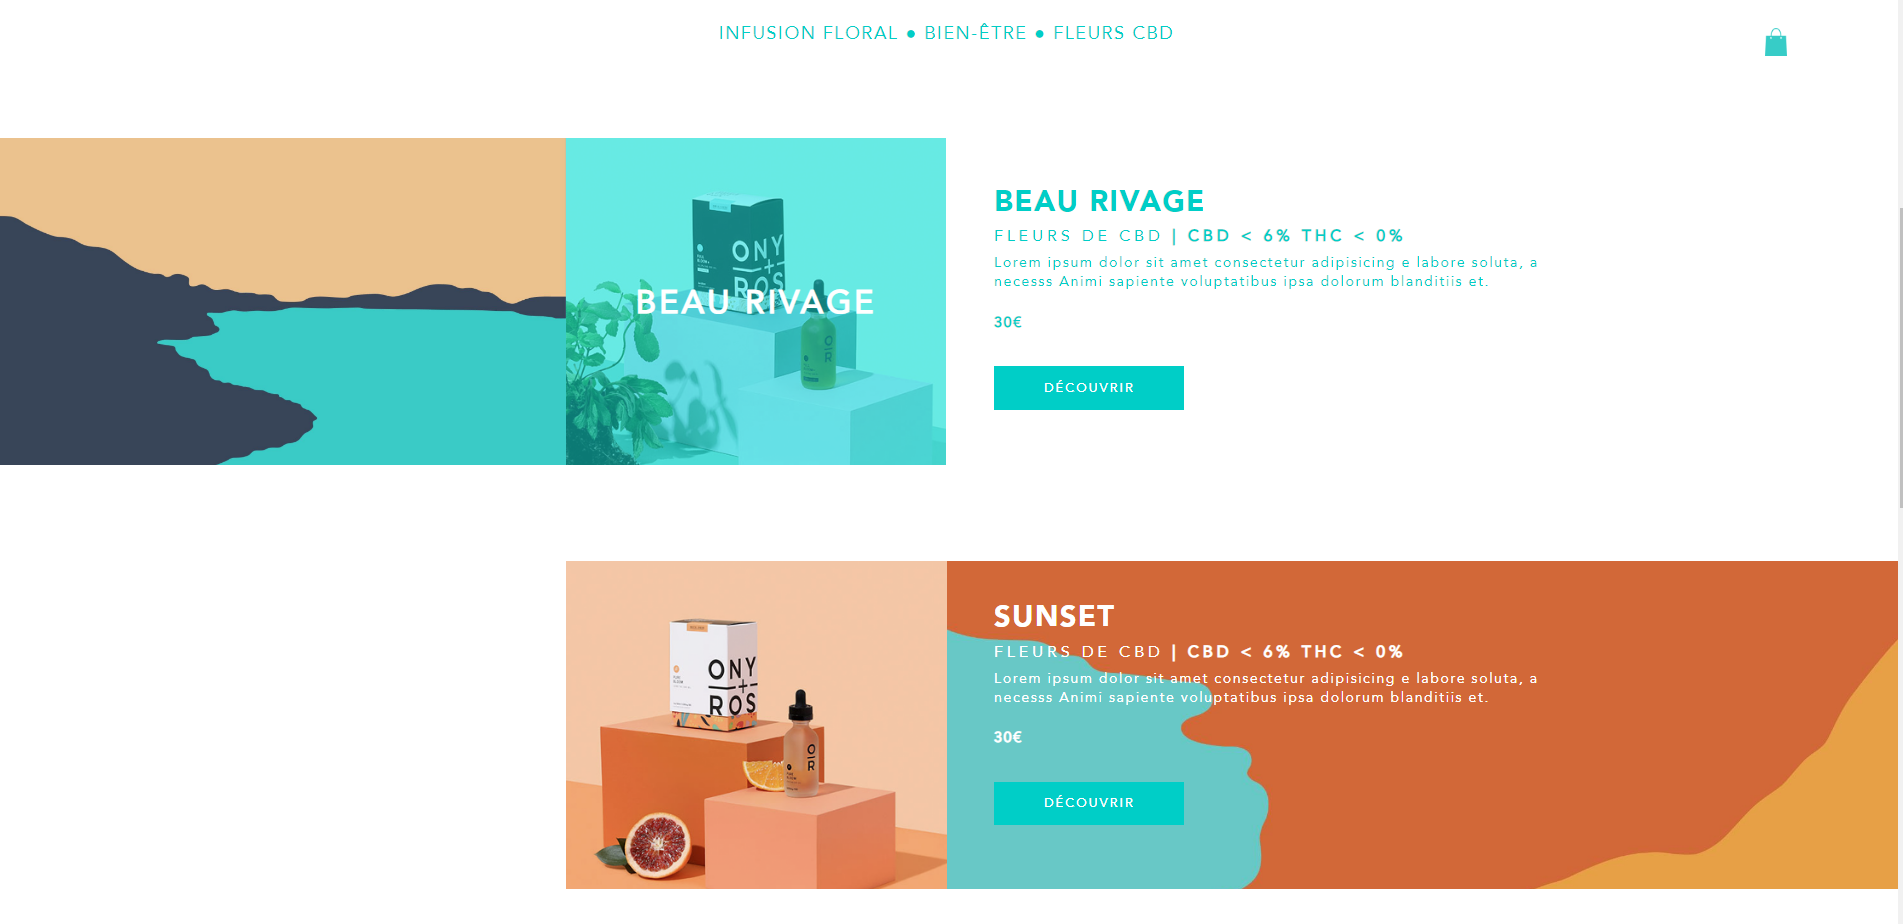 INFUSION FLORAL ● BIEN-ÊTRE ● FLEURS CBD
BEAU RIVAGE
FLEURS DE CBD | CBD < 6% THC < 0%
Lorem ipsum dolor sit amet consectetur adipisicing e labore soluta, a
necesss Animi sapiente voluptatibus ipsa dolorum blanditiis et.
30€
DÉCOUVRIR
ONY
+
ROS
BEAU RIVAGE
O
R
SUNSET
FLEURS DE CBD | CBD < 6% THC < 0%
Lorem ipsum dolor sit amet consectetur adipisicing e labore soluta, a
necesss Animi sapiente voluptatibus ipsa dolorum blanditiis et.
30€
DÉCOUVRIR
ONY
+
ROS
O
R